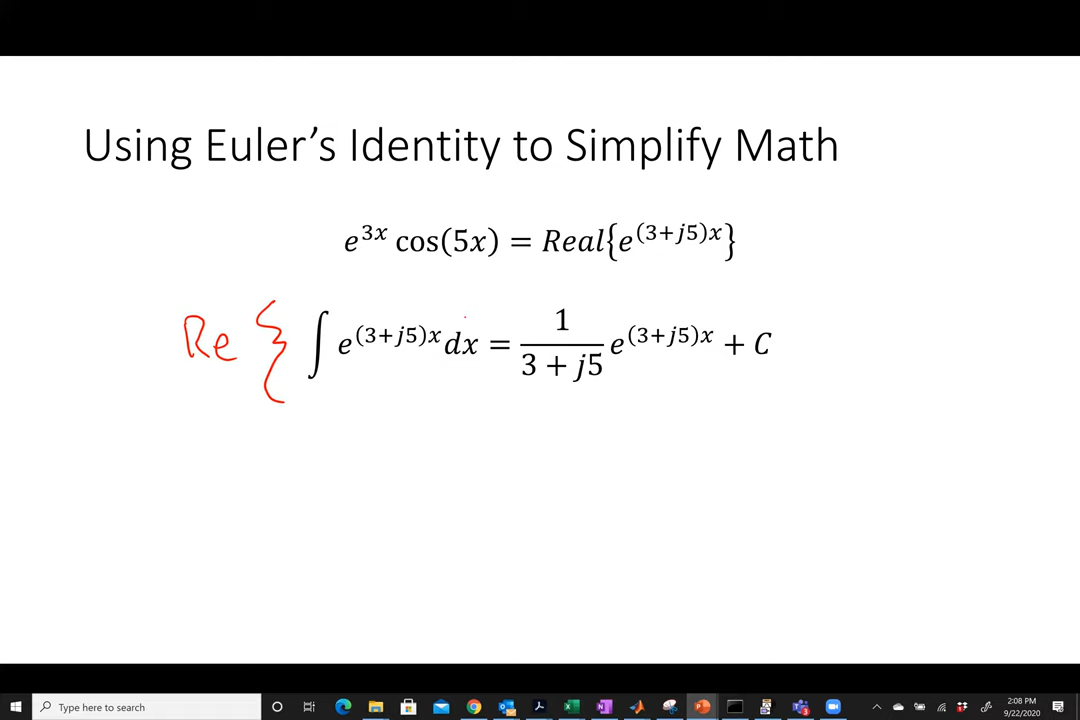 Using Euler's Identity to Simplify Math
e^{3x} cos(5x) = Real{e^{(3+j5)x}}
Re { ∫ e^{(3+j5)x} dx = \frac{1}{3 + j5} e^{(3+j5)x} + C
Type here to search
2:08 PM
9/22/2020